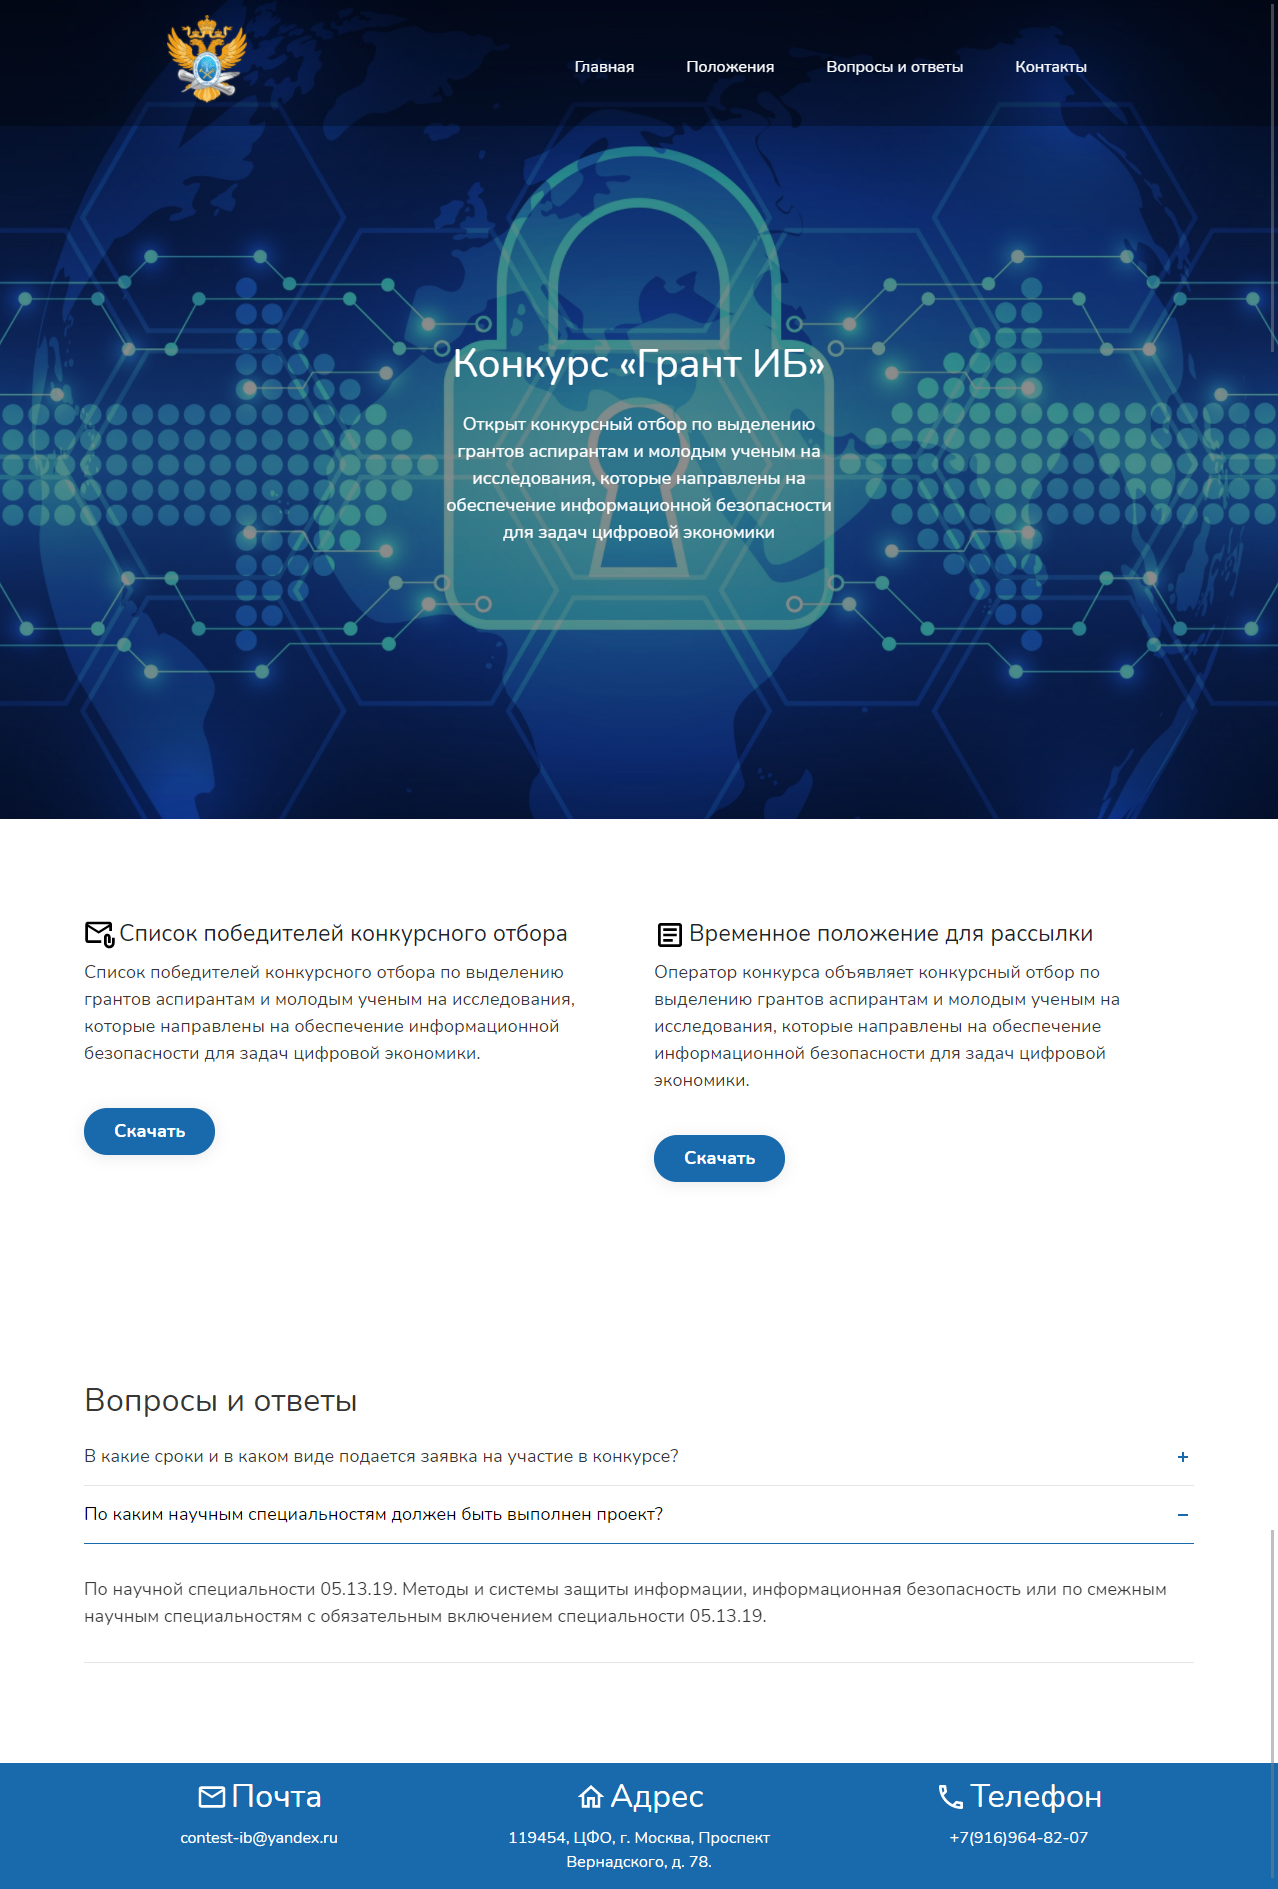 Главная Положения Вопросы и ответы Контакты
Конкурс «Грант ИБ»
Открыт конкурсный отбор по выделению
грантов аспирантам и молодым ученым на
исследования, которые направлены на
обеспечение информационной безопасности
для задач цифровой экономики
Список победителей конкурсного отбора
Список победителей конкурсного отбора по выделению
грантов аспирантам и молодым ученым на исследования,
которые направлены на обеспечение информационной
безопасности для задач цифровой экономики.
Скачать
Временное положение для рассылки
Оператор конкурса объявляет конкурсный отбор по
выделению грантов аспирантам и молодым ученым на
исследования, которые направлены на обеспечение
информационной безопасности для задач цифровой
экономики.
Скачать
Вопросы и ответы
В какие сроки и в каком виде подается заявка на участие в конкурсе?
По каким научным специальностям должен быть выполнен проект?
По научной специальности 05.13.19. Методы и системы защиты информации, информационная безопасность или по смежным
научным специальностям с обязательным включением специальности 05.13.19.
Почта
contest-ib@yandex.ru
Адрес
119454, ЦФО, г. Москва, Проспект
Вернадского, д. 78.
Телефон
+7(916)964-82-07